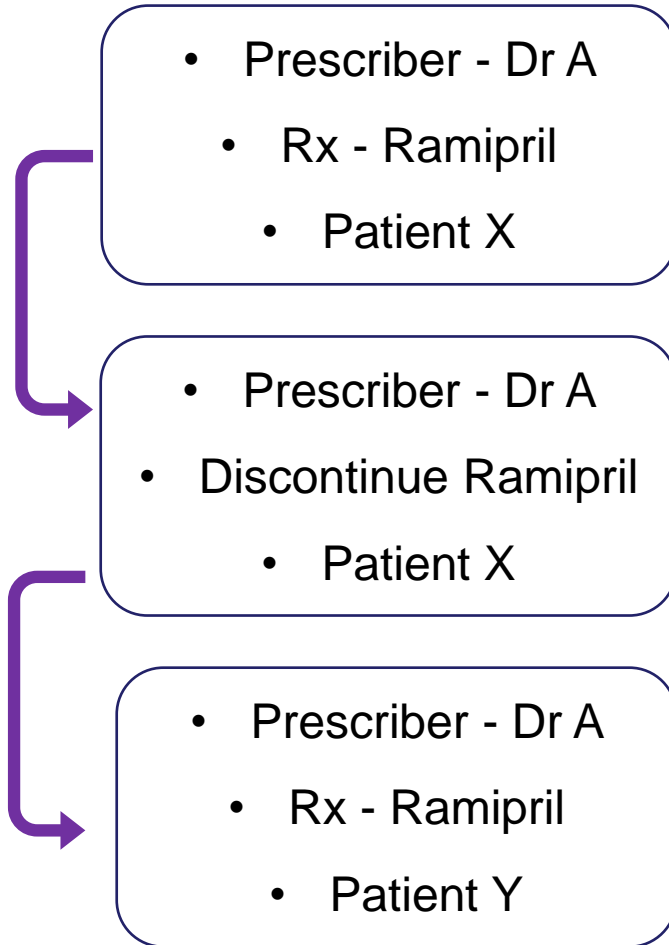 • Prescriber - Dr A
• Rx - Ramipril
• Patient X
• Prescriber - Dr A
• Discontinue Ramipril
• Patient X
• Prescriber - Dr A
• Rx - Ramipril
• Patient Y